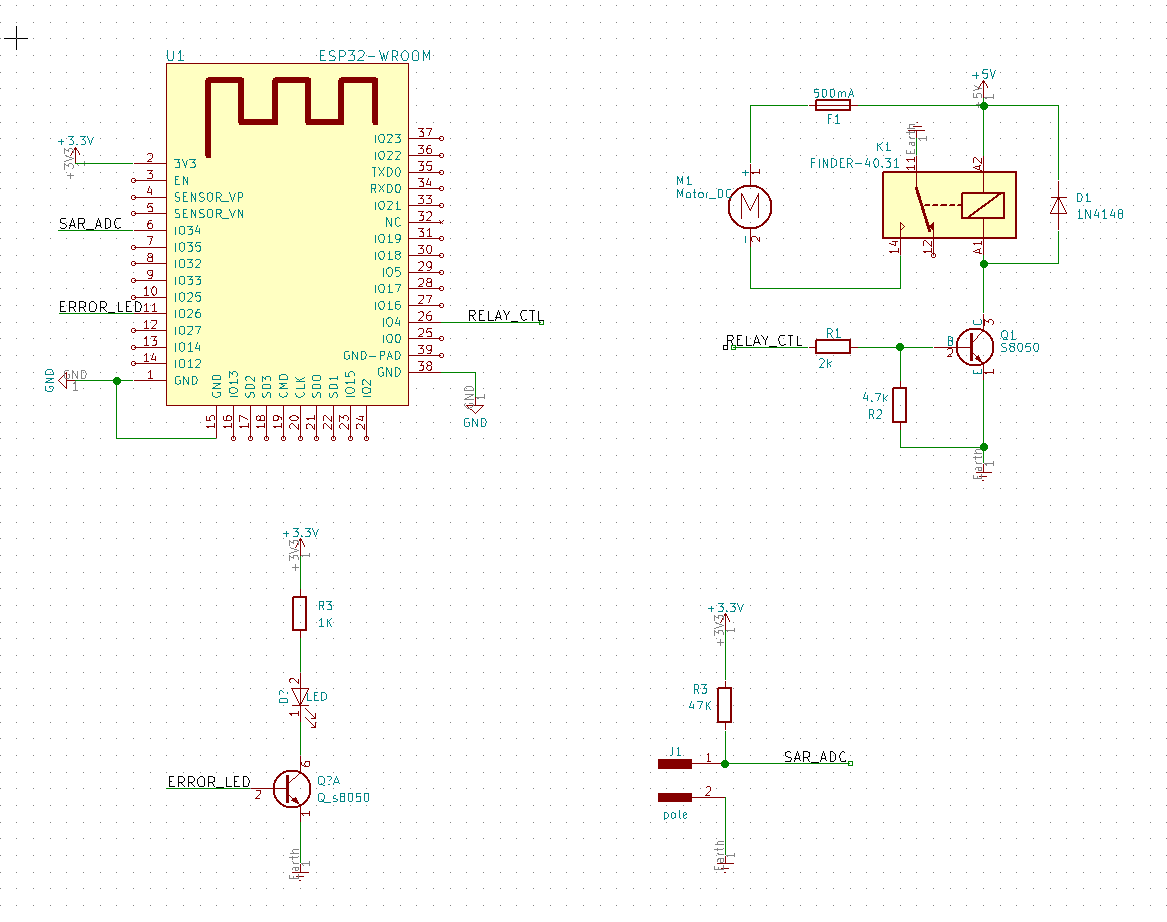 U1
ESP32-WROOM
+3.3V
+3V3
1
2
3V3
3
EN
4
SENSOR_VP
5
SENSOR_VN
SAR_ADC
6
IO34
7
IO35
8
IO32
9
IO33
10
IO25
ERROR_LED
11
IO26
12
IO27
13
IO14
14
IO12
GND
GND
1
1
GND
IO23
37
IO22
36
TXD0
35
RXD0
34
IO21
33
NC
32
IO19
31
IO18
30
IO5
29
IO17
28
IO16
27
IO4
26
RELAY_CTL
IO0
25
GND-PAD
39
GND
38
GND
1
GND
GND
IO13
SD2
SD3
CMD
CLK
SD0
SD1
IO15
IO2
15
16
17
18
19
20
21
22
23
24
+5V
+5V
1
500mA
F1
Earth
1
K1
FINDER-40.31
11
A2
M1
Motor_DC
+
1
M
-
2
14
12
A1
D1
1N4148
RELAY_CTL
R1
2k
B
2
C
3
Q1
S8050
E
1
4.7k
R2
Earth
1
+3.3V
+3V3
1
R3
1K
2
D?
LED
1
6
ERROR_LED
2
Q?A
Q_s8050
1
Earth
1
+3.3V
+3V3
1
R3
47K
J1
1
SAR_ADC
2
pole
Earth
1